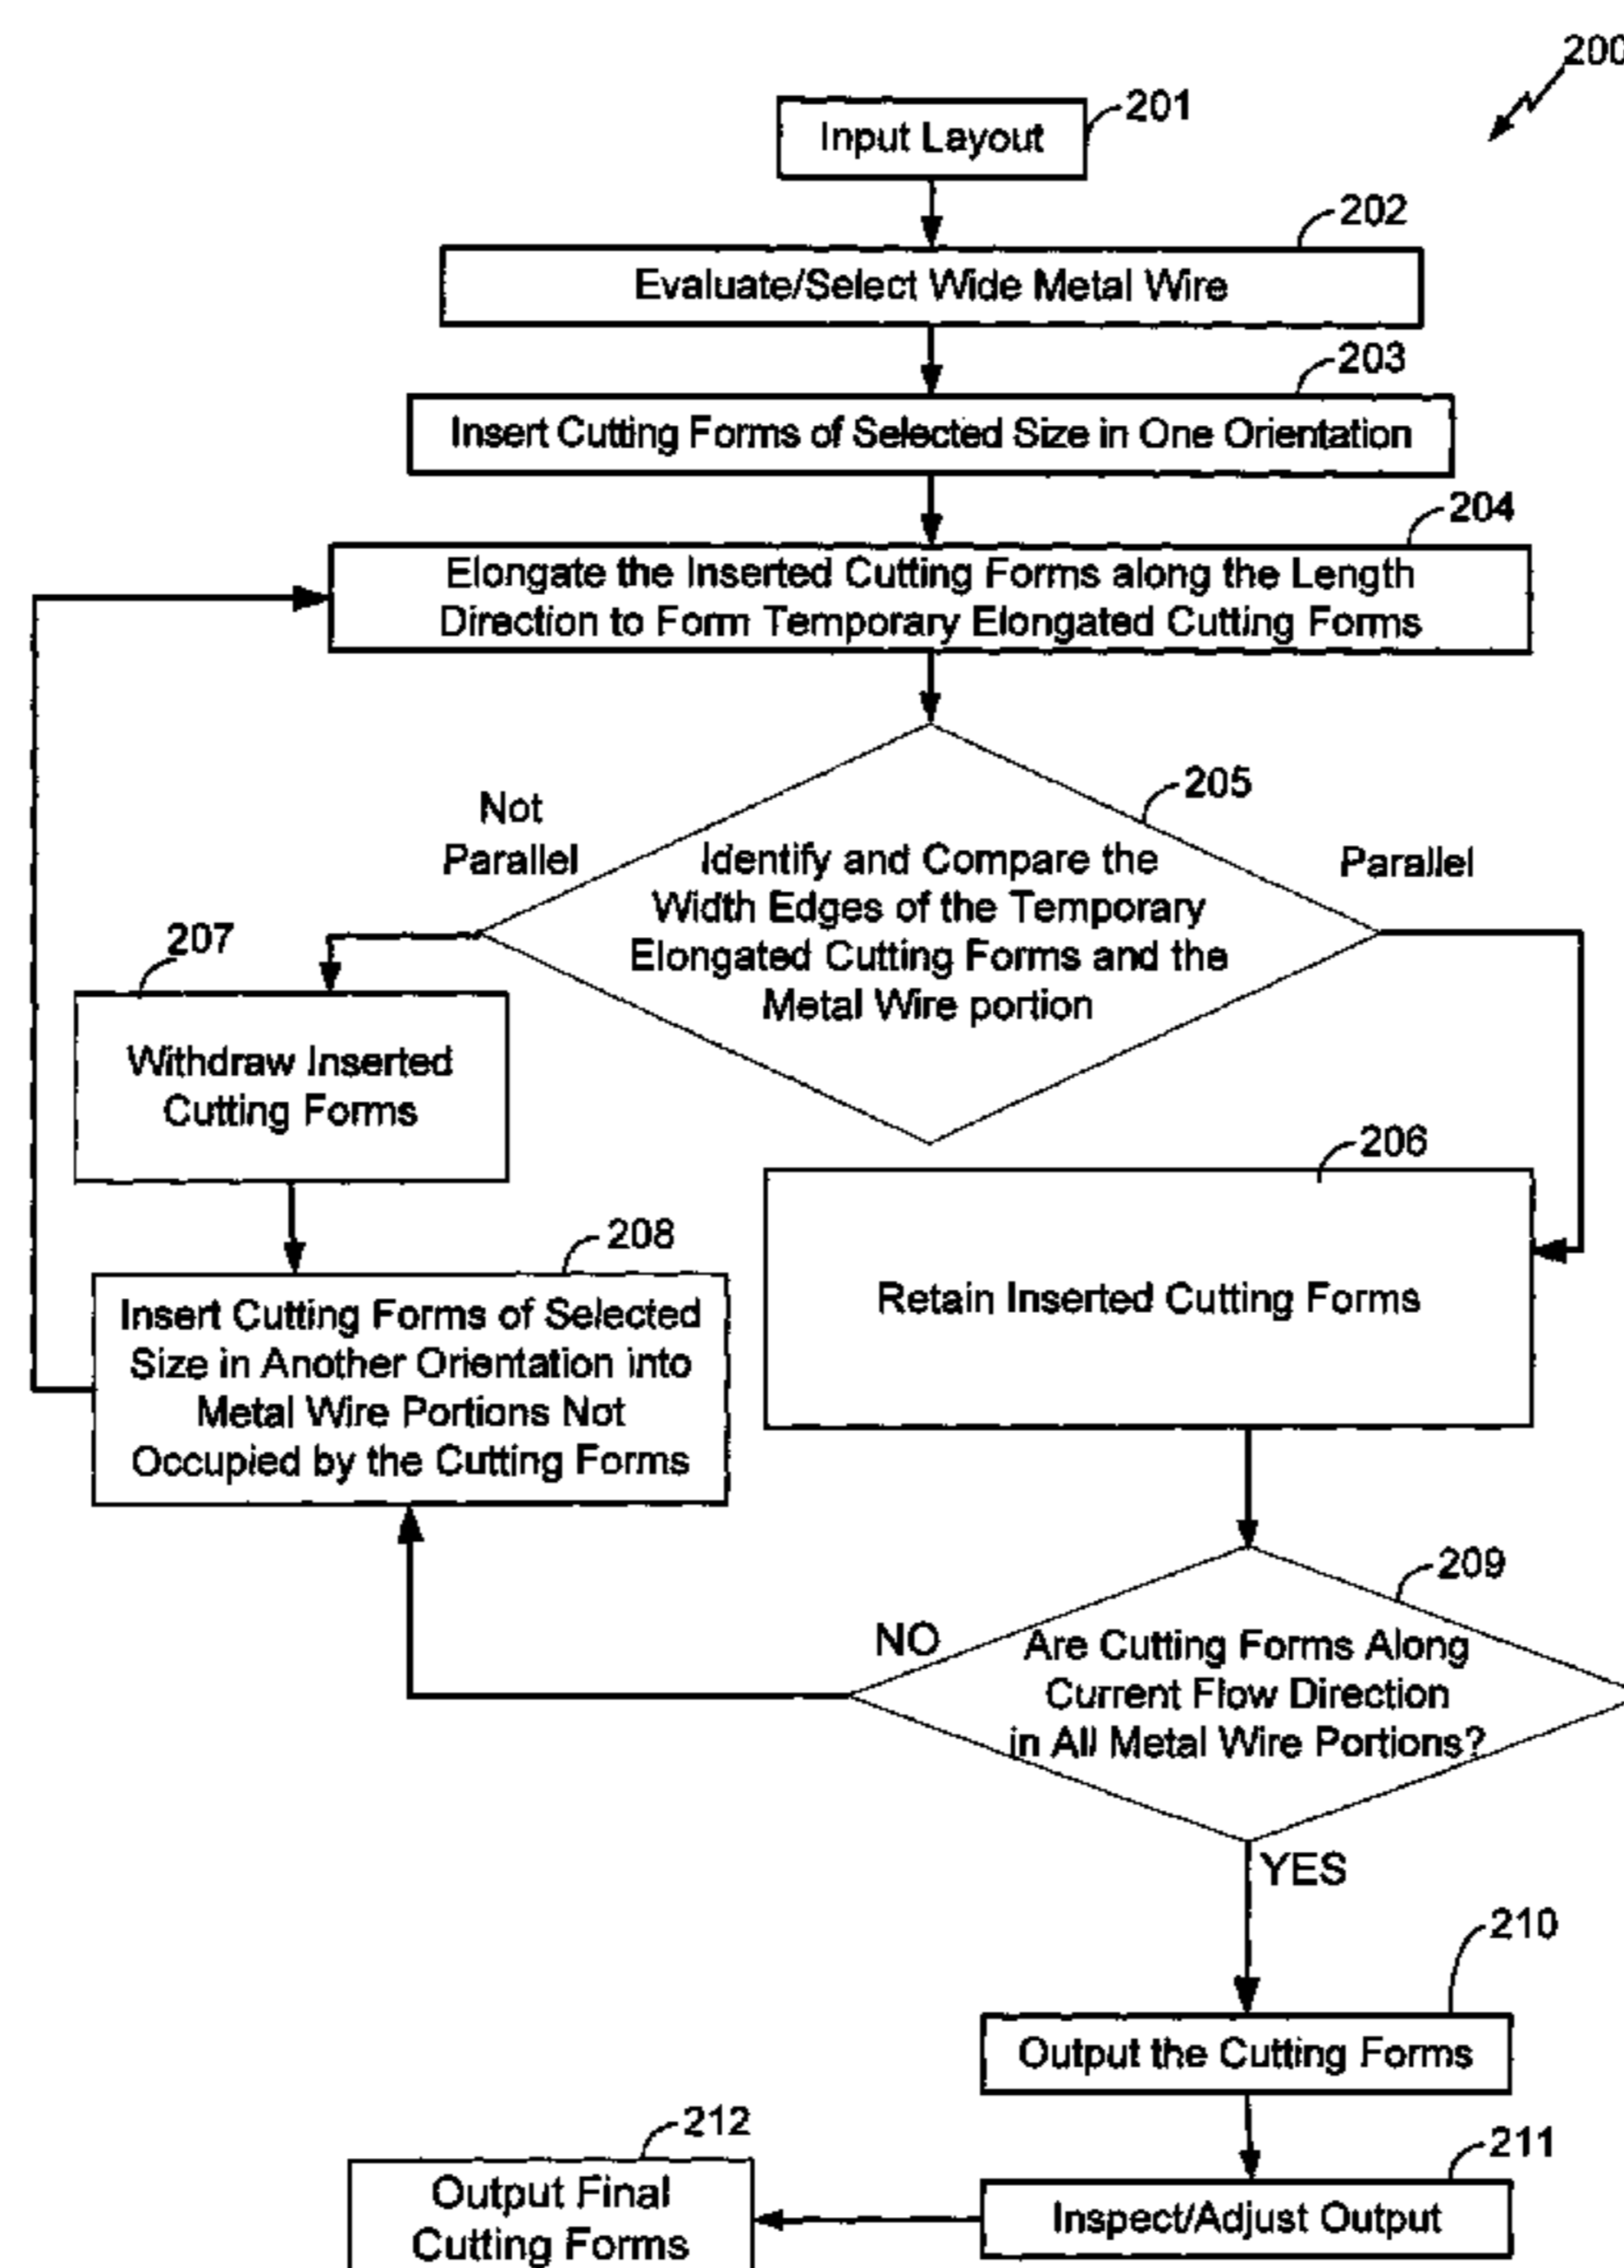 200
201
Input Layout
202
Evaluate/Select Wide Metal Wire
203
Insert Cutting Forms of Selected Size in One Orientation
204
Elongate the Inserted Cutting Forms along the Length
Direction to Form Temporary Elongated Cutting Forms
205
Not
Parallel
Identify and Compare the
Width Edges of the Temporary
Elongated Cutting Forms and the
Metal Wire portion
Parallel
207
Withdraw Inserted
Cutting Forms
206
Retain Inserted Cutting Forms
208
Insert Cutting Forms of Selected
Size in Another Orientation into
Metal Wire Portions Not
Occupied by the Cutting Forms
209
NO
Are Cutting Forms Along
Current Flow Direction
in All Metal Wire Portions?
YES
210
Output the Cutting Forms
211
Inspect/Adjust Output
212
Output Final
Cutting Forms